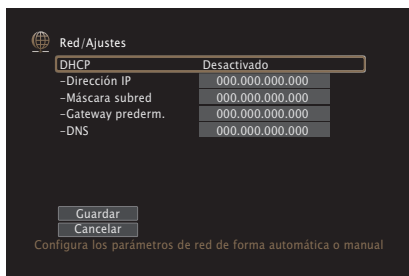 Red/Ajustes
DHCP Desactivado
-Dirección IP 000.000.000.000
-Máscara subred 000.000.000.000
-Gateway prederm. 000.000.000.000
-DNS 000.000.000.000
Guardar
Cancelar
Configura los parámetros de red de forma automática o manual